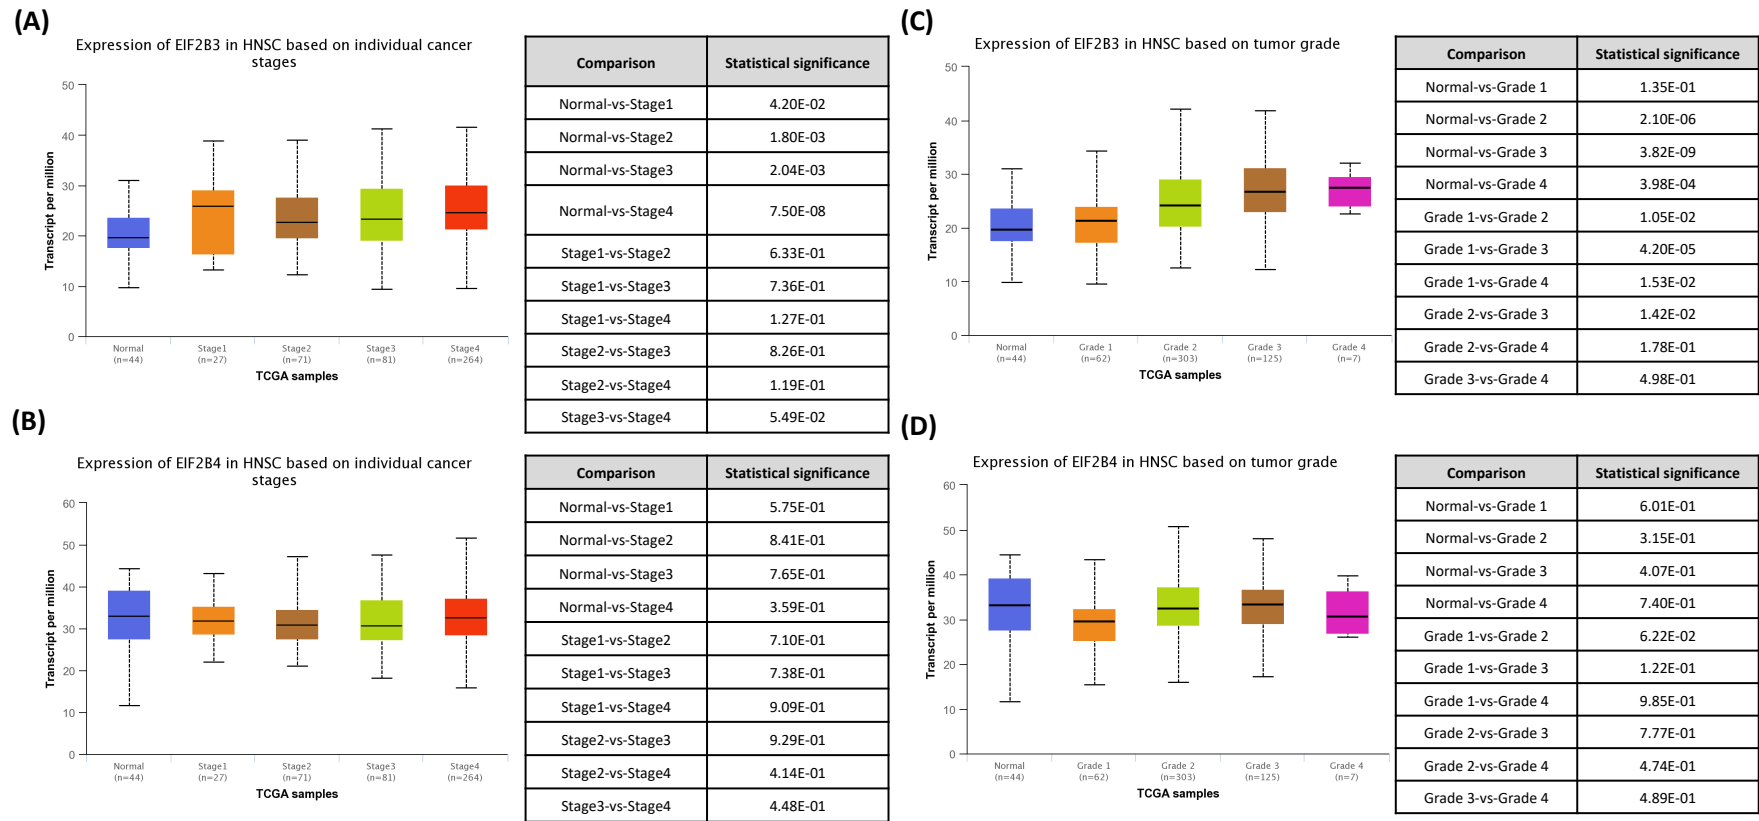 (A)
Expression of EIF2B3 in HNSC based on individual cancer
stages
Transcript per million
50
40
30
20
10
0
Normal
(n=44)
Stage1
(n=27)
Stage2
(n=71)
Stage3
(n=81)
Stage4
(n=264)
TCGA samples
Comparison Statistical significance
Normal-vs-Stage1 4.20E-02
Normal-vs-Stage2 1.80E-03
Normal-vs-Stage3 2.04E-03
Normal-vs-Stage4 7.50E-08
Stage1-vs-Stage2 6.33E-01
Stage1-vs-Stage3 7.36E-01
Stage1-vs-Stage4 1.27E-01
Stage2-vs-Stage3 8.26E-01
Stage2-vs-Stage4 1.19E-01
Stage3-vs-Stage4 5.49E-02
(B)
Expression of EIF2B4 in HNSC based on individual cancer
stages
Transcript per million
60
50
40
30
20
10
0
Normal
(n=44)
Stage1
(n=27)
Stage2
(n=71)
Stage3
(n=81)
Stage4
(n=264)
TCGA samples
Comparison Statistical significance
Normal-vs-Stage1 5.75E-01
Normal-vs-Stage2 8.41E-01
Normal-vs-Stage3 7.65E-01
Normal-vs-Stage4 3.59E-01
Stage1-vs-Stage2 7.10E-01
Stage1-vs-Stage3 7.38E-01
Stage1-vs-Stage4 9.09E-01
Stage2-vs-Stage3 9.29E-01
Stage2-vs-Stage4 4.14E-01
Stage3-vs-Stage4 4.48E-01
(C)
Expression of EIF2B3 in HNSC based on tumor grade
Transcript per million
50
40
30
20
10
0
Normal
(n=44)
Grade 1
(n=62)
Grade 2
(n=303)
Grade 3
(n=125)
Grade 4
(n=7)
TCGA samples
Comparison Statistical significance
Normal-vs-Grade 1 1.35E-01
Normal-vs-Grade 2 2.10E-06
Normal-vs-Grade 3 3.82E-09
Normal-vs-Grade 4 3.98E-04
Grade 1-vs-Grade 2 1.05E-02
Grade 1-vs-Grade 3 4.20E-05
Grade 1-vs-Grade 4 1.53E-02
Grade 2-vs-Grade 3 1.42E-02
Grade 2-vs-Grade 4 1.78E-01
Grade 3-vs-Grade 4 4.98E-01
(D)
Expression of EIF2B4 in HNSC based on tumor grade
Transcript per million
60
50
40
30
20
10
0
Normal
(n=44)
Grade 1
(n=62)
Grade 2
(n=303)
Grade 3
(n=125)
Grade 4
(n=7)
TCGA samples
Comparison Statistical significance
Normal-vs-Grade 1 6.01E-01
Normal-vs-Grade 2 3.15E-01
Normal-vs-Grade 3 4.07E-01
Normal-vs-Grade 4 7.40E-01
Grade 1-vs-Grade 2 6.22E-02
Grade 1-vs-Grade 3 1.22E-01
Grade 1-vs-Grade 4 9.85E-01
Grade 2-vs-Grade 3 7.77E-01
Grade 2-vs-Grade 4 4.74E-01
Grade 3-vs-Grade 4 4.89E-01